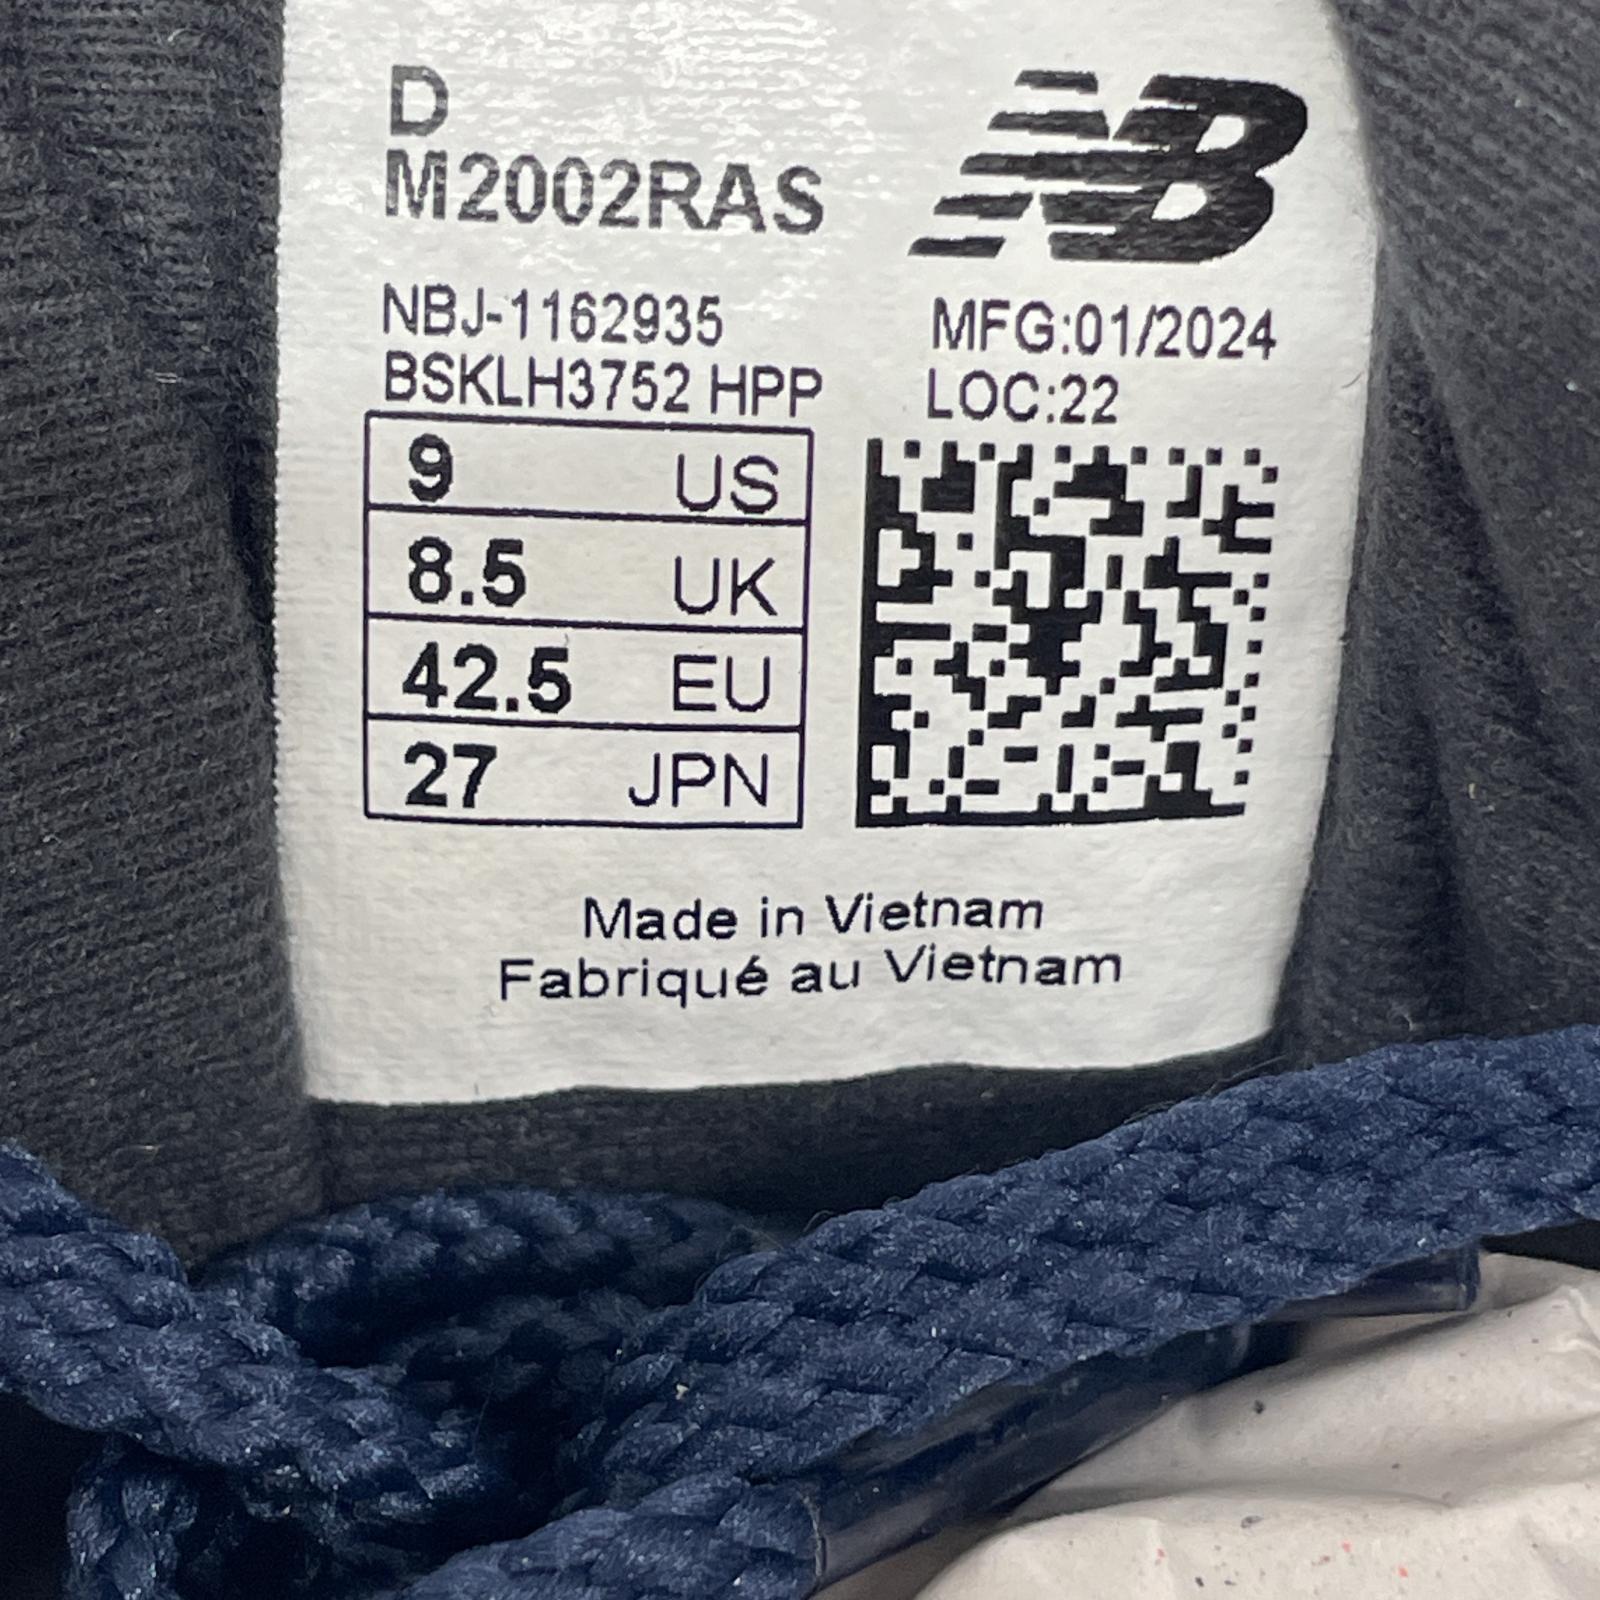 D
M2002RAS
NB
NBJ-1162935
BSKLH3752 HPP
MFG:01/2024
LOC:22
9 US
8.5 UK
42.5 EU
27 JPN
Made in Vietnam
Fabriqué au Vietnam